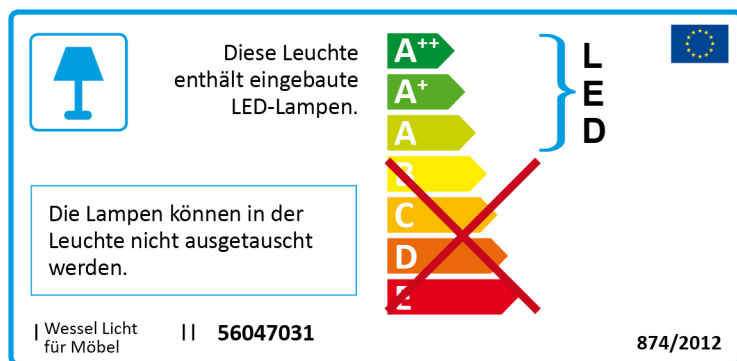 Diese Leuchte
enthält eingebaute
LED-Lampen.
A++
A+
A
B
C
D
E
L
E
D
Die Lampen können in der
Leuchte nicht ausgetauscht
werden.
I Wessel Licht
für Möbel
II 56047031
874/2012